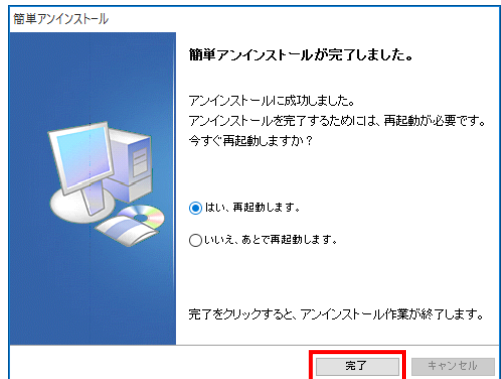 簡単アンインストール
簡単アンインストールが完了しました。
アンインストールに成功しました。
アンインストールを完了するためには、再起動が必要です。
今すぐ再起動しますか？
はい、再起動します。
いいえ、あとで再起動します。
完了をクリックすると、アンインストール作業が終了します。
完了
キャンセル